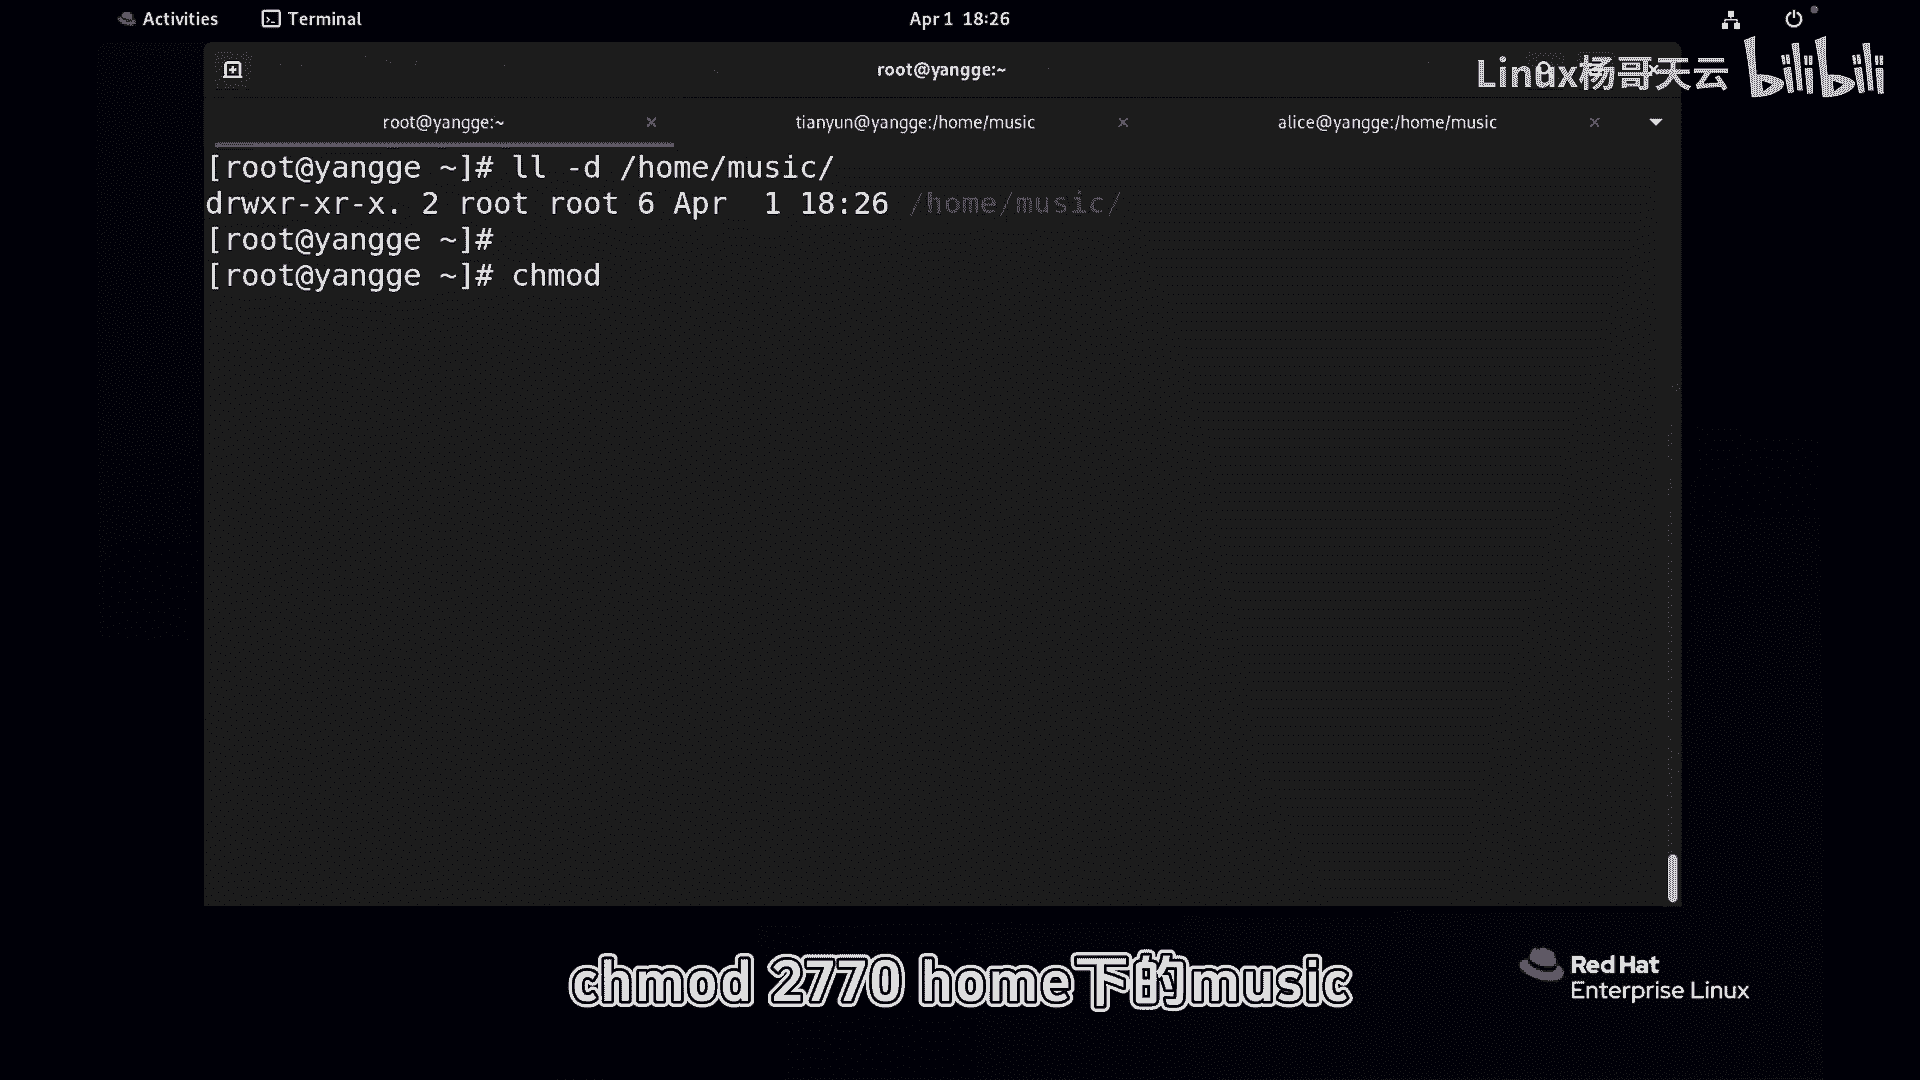 Activities Terminal Apr 1 18:26
root@yangge:~
Linux杨哥天云 bilibili
root@yangge:~ × tianyun@yangge:/home/music × alice@yangge:/home/music ×
[root@yangge ~]# ll -d /home/music/
drwxr-xr-x. 2 root root 6 Apr  1 18:26 /home/music/
[root@yangge ~]#
[root@yangge ~]# chmod
chmod 2770 home下的music
Red Hat
Enterprise Linux